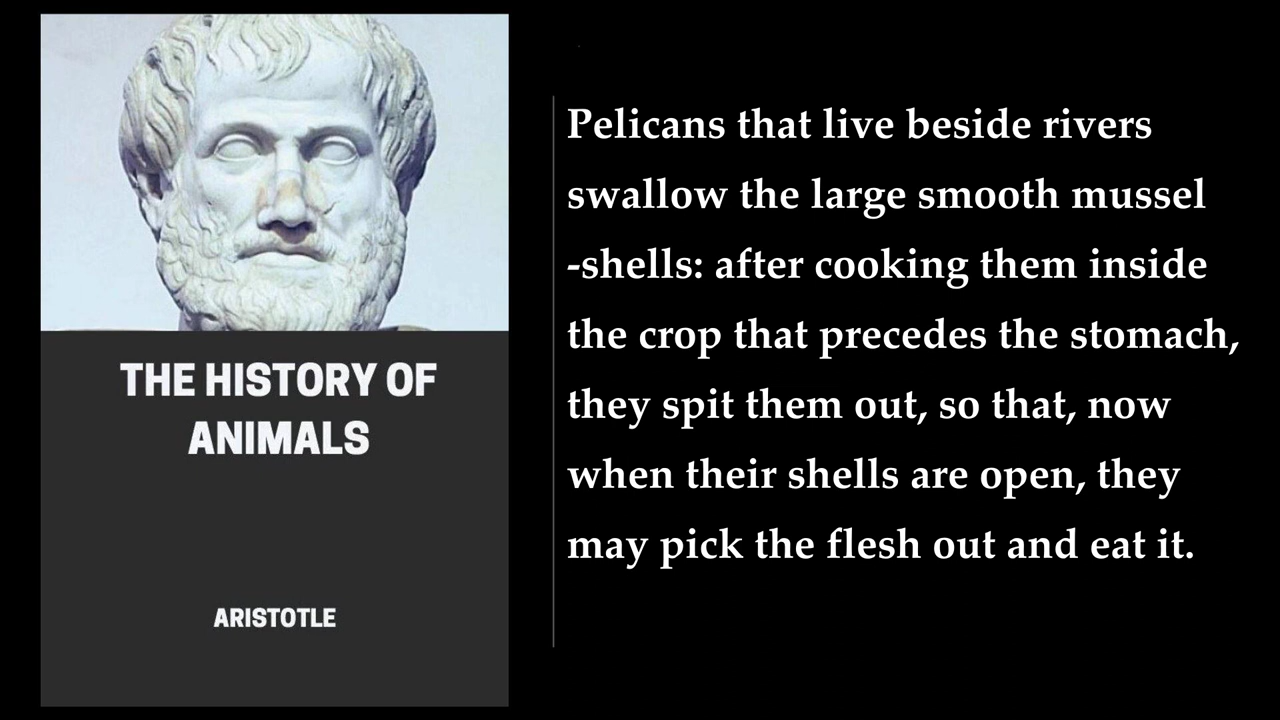 THE HISTORY OF
ANIMALS
ARISTOTLE
Pelicans that live beside rivers
swallow the large smooth mussel
-shells: after cooking them inside
the crop that precedes the stomach,
they spit them out, so that, now
when their shells are open, they
may pick the flesh out and eat it.